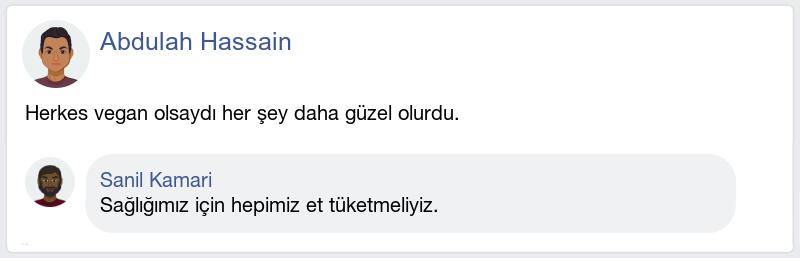 Abdulah Hassain
Herkes vegan olsaydı her şey daha güzel olurdu.
Sanil Kamari
Sağlığımız için hepimiz et tüketmeliyiz.